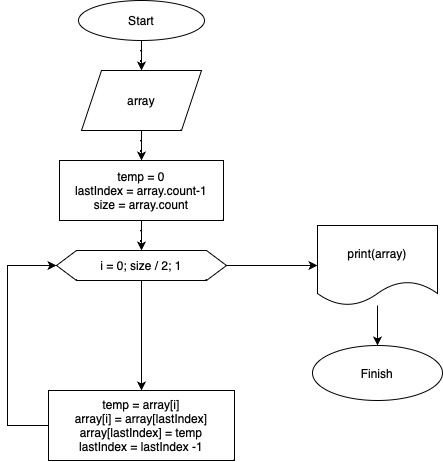 Start
array
temp = 0
lastIndex = array.count-1
size = array.count
i = 0; size / 2; 1
print(array)
Finish
temp = array[i]
array[i] = array[lastIndex]
array[lastIndex] = temp
lastIndex = lastIndex -1